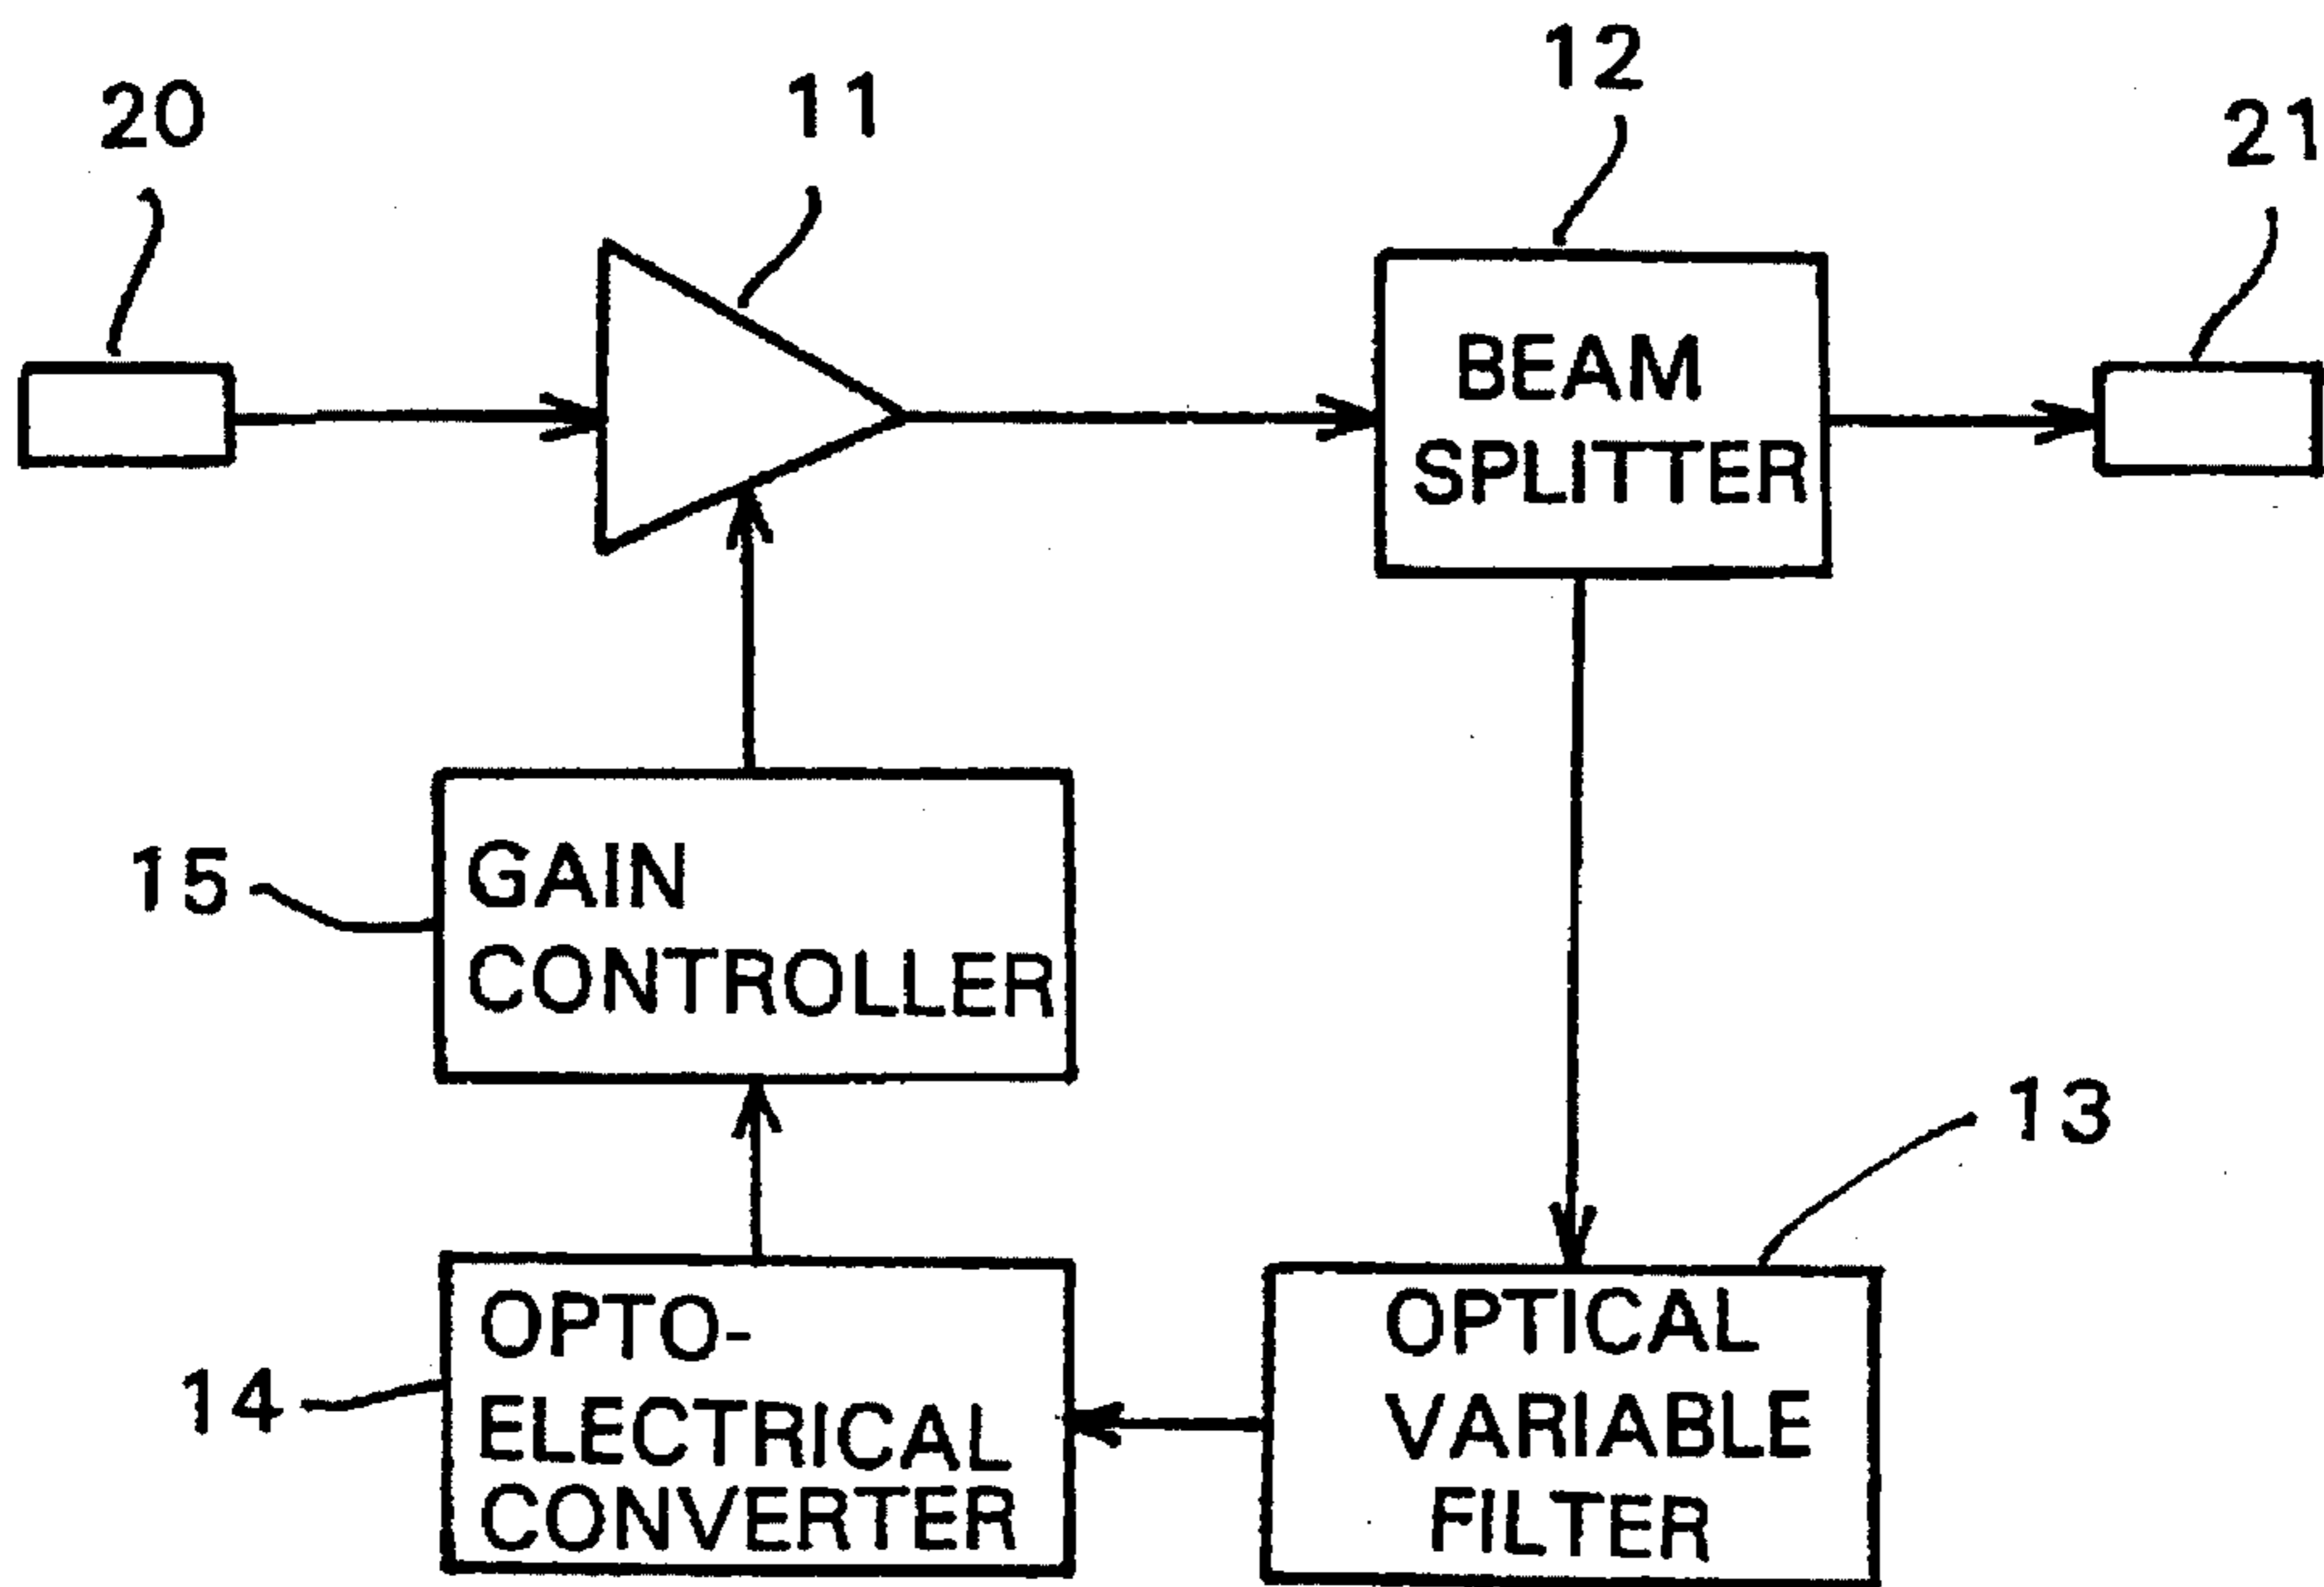 20
11
12
21
BEAM
SPLITTER
15
GAIN
CONTROLLER
13
14
OPTO-
ELECTRICAL
CONVERTER
OPTICAL
VARIABLE
FILTER